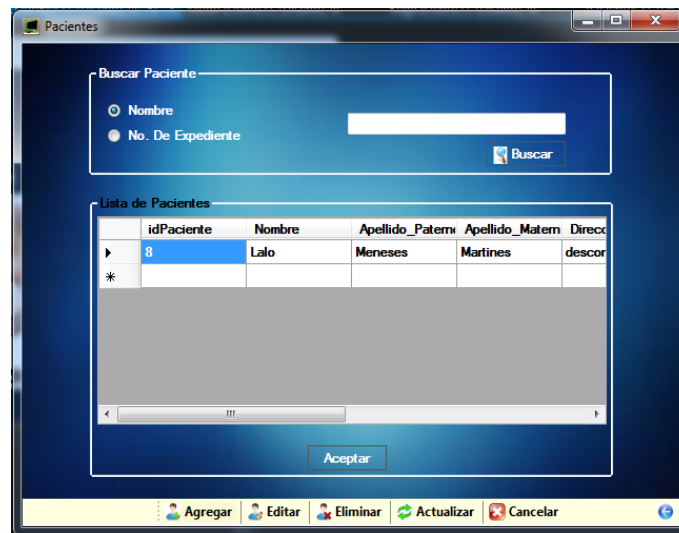 Pacientes
Buscar Paciente
Nombre
No. De Expediente
Buscar
Lista de Pacientes
idPaciente Nombre Apellido_Paterno Apellido_Matern Direcc
8 Lalo Meneses Martines descor
Aceptar
Agregar Editar Eliminar Actualizar Cancelar